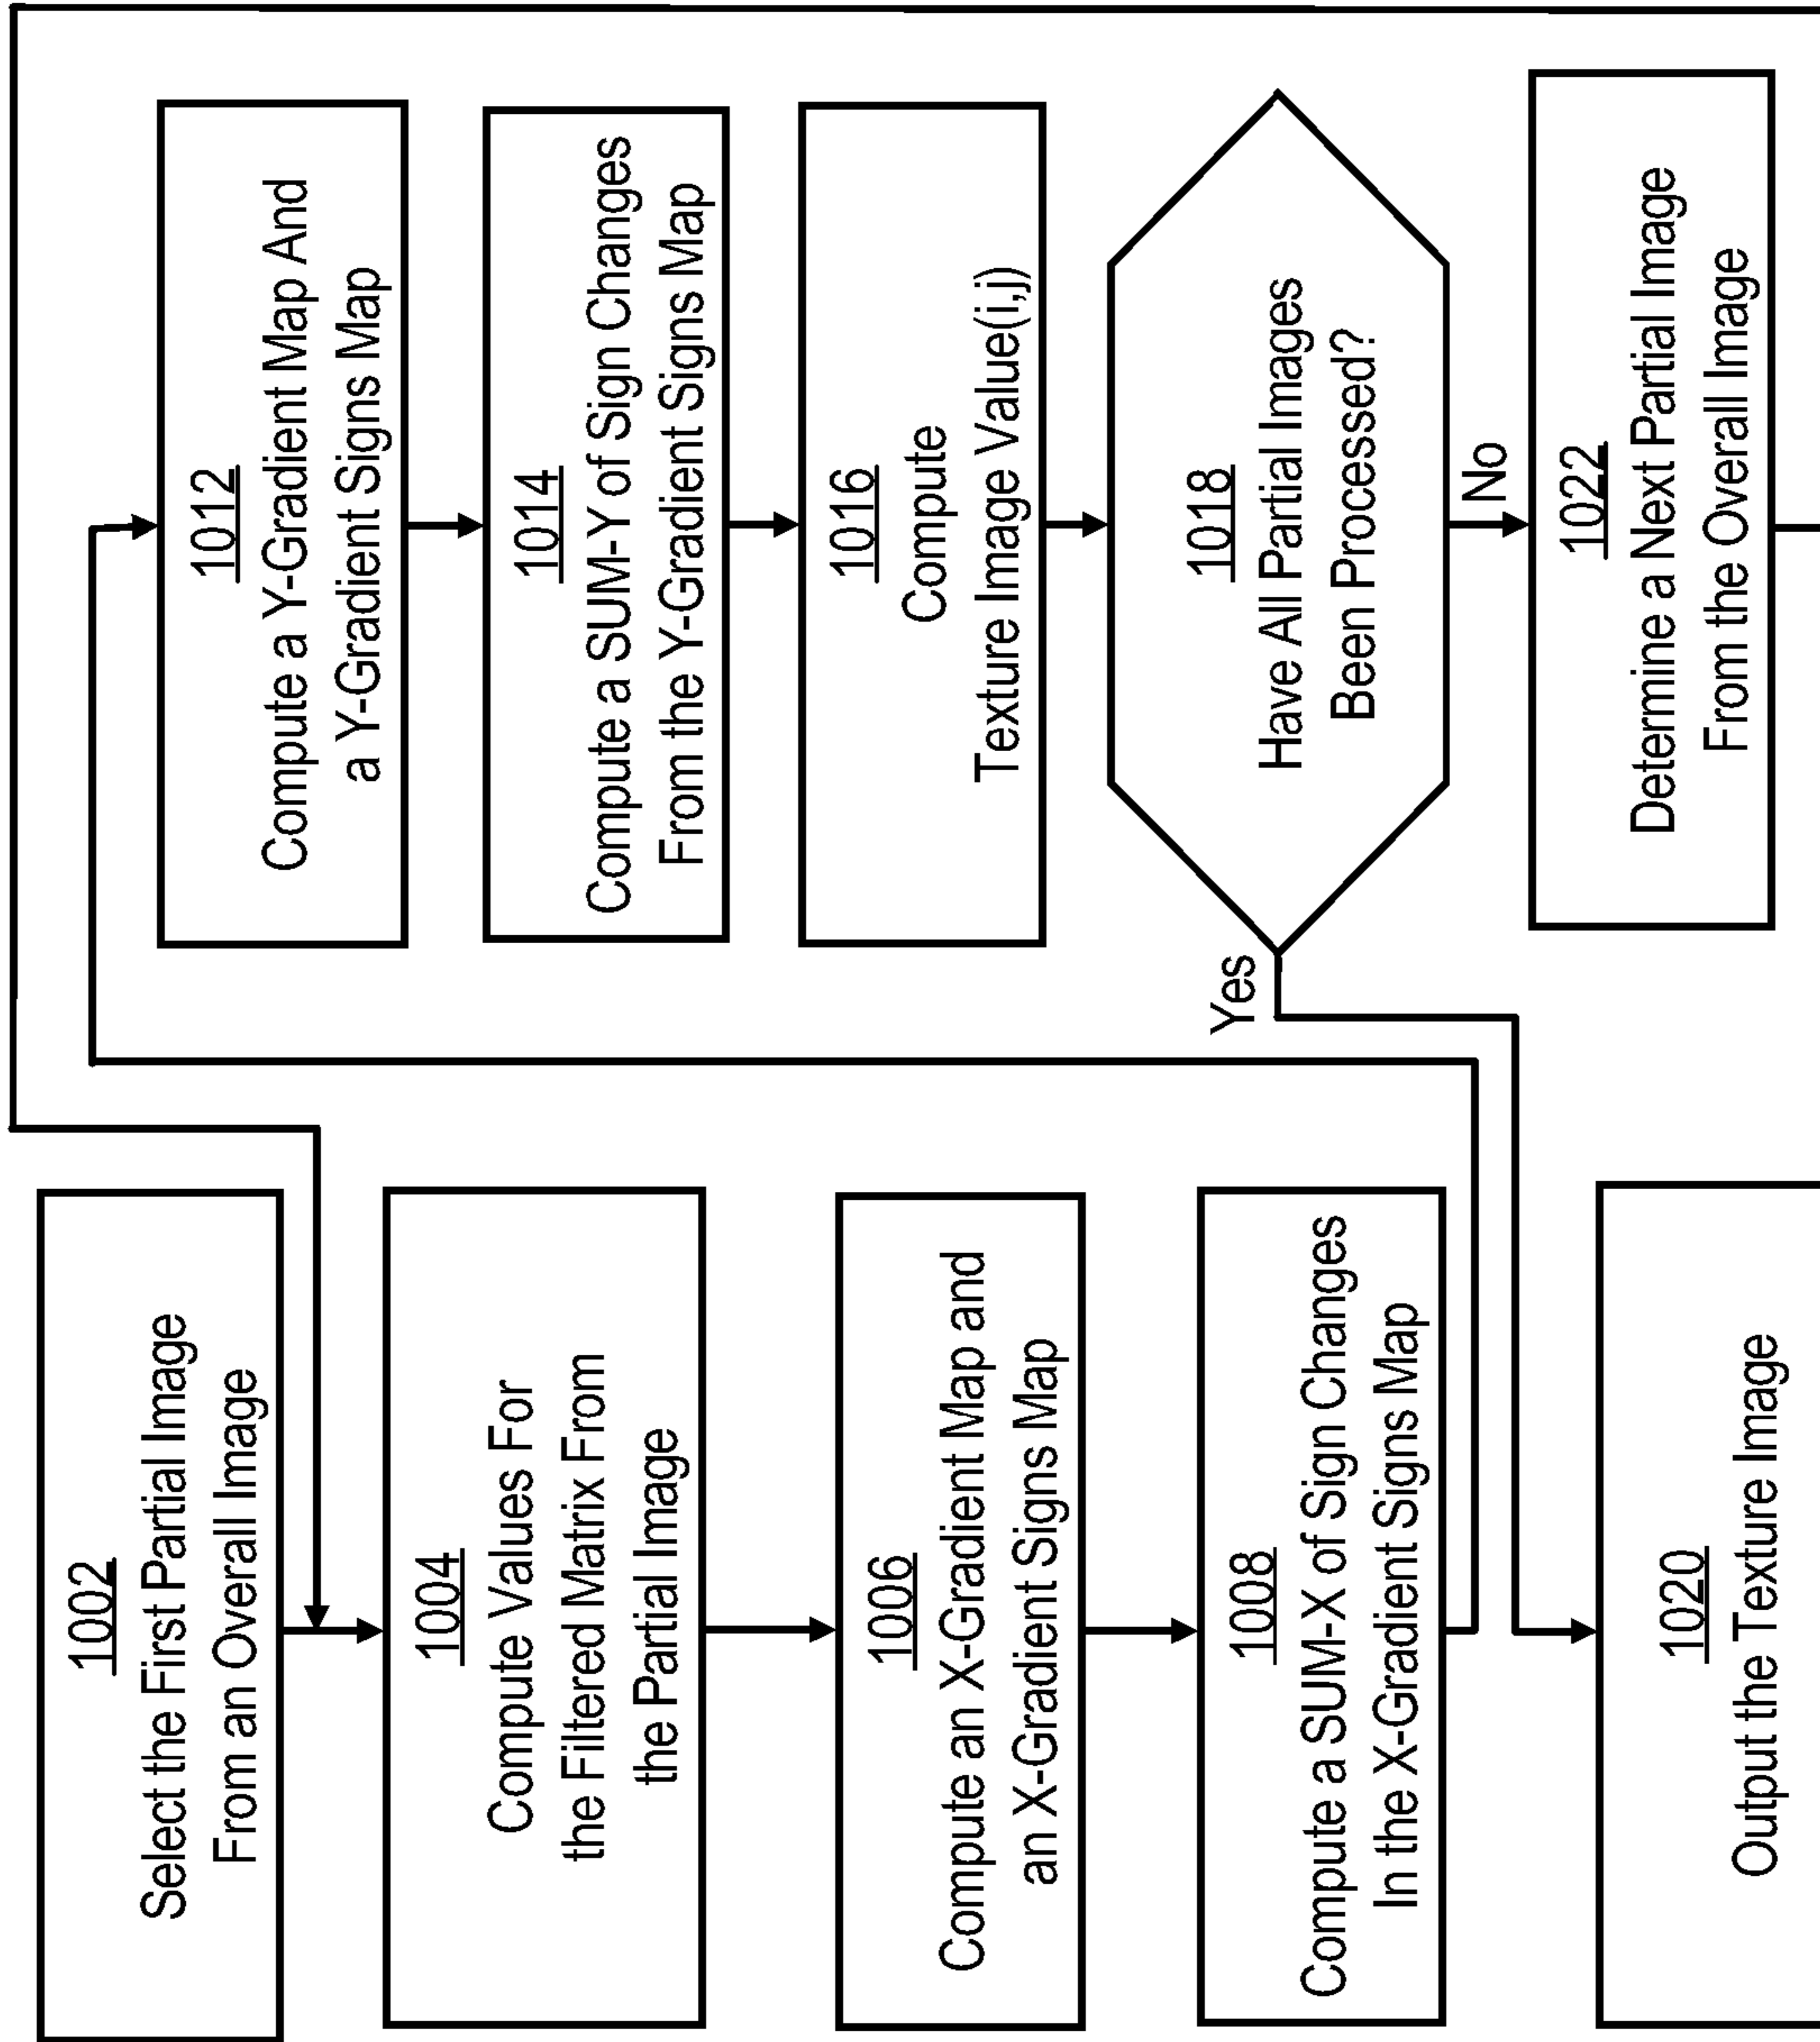 1002
Select the First Partial Image
From an Overall Image
1004
Compute Values For
the Filtered Matrix From
the Partial Image
1006
Compute an X-Gradient Map and
an X-Gradient Signs Map
1008
Compute a SUM-X of Sign Changes
In the X-Gradient Signs Map
1020
Output the Texture Image
1012
Compute a Y-Gradient Map And
a Y-Gradient Signs Map
1014
Compute a SUM-Y of Sign Changes
From the Y-Gradient Signs Map
1016
Compute
Texture Image Value(i,j)
1018
Have All Partial Images
Been Processed?
Yes
No
1022
Determine a Next Partial Image
From the Overall Image